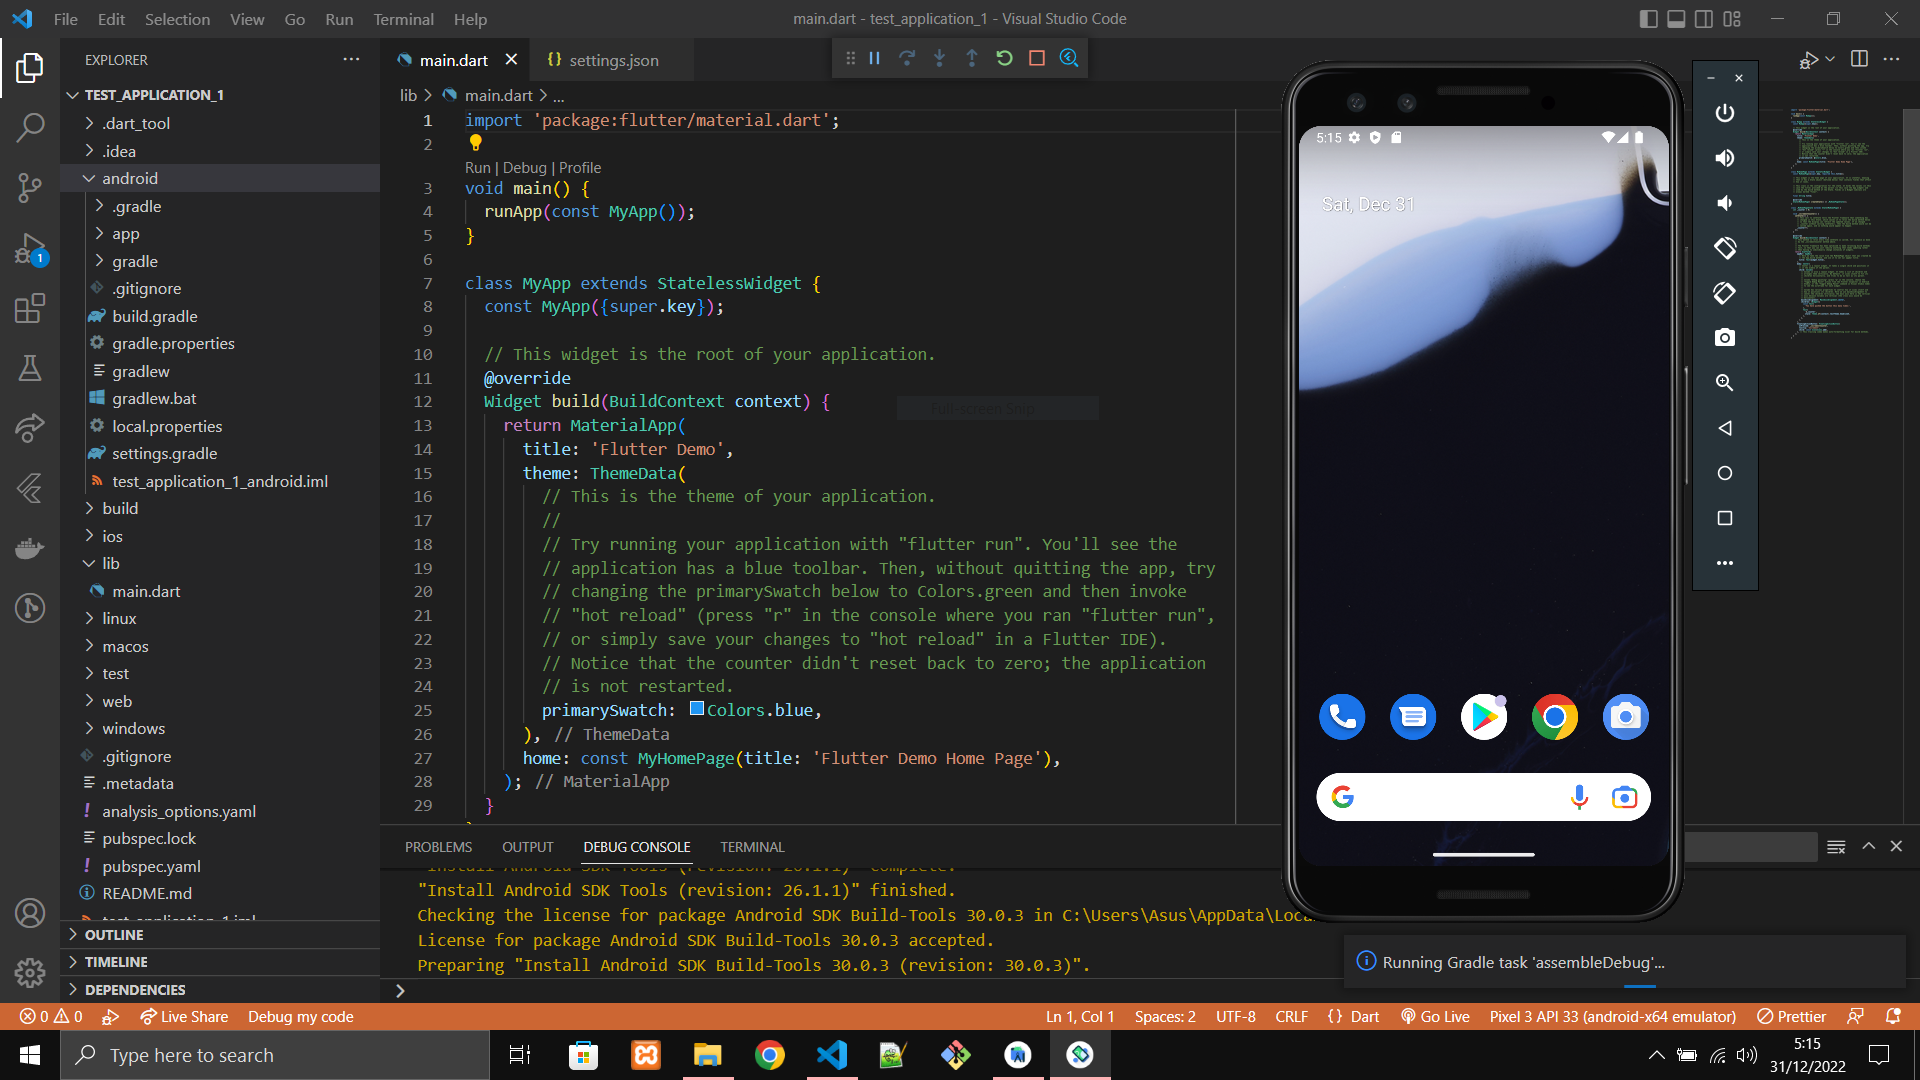 File Edit Selection View Go Run Terminal Help
main.dart - test_application_1 - Visual Studio Code
EXPLORER
TEST_APPLICATION_1
.dart_tool
.idea
android
.gradle
app
gradle
.gitignore
build.gradle
gradle.properties
gradlew
gradlew.bat
local.properties
settings.gradle
test_application_1_android.iml
build
ios
lib
main.dart
linux
macos
test
web
windows
.gitignore
.metadata
analysis_options.yaml
pubspec.lock
pubspec.yaml
README.md
test_application_1.iml
OUTLINE
TIMELINE
DEPENDENCIES
1
main.dart
settings.json
lib > main.dart > ...
1 import 'package:flutter/material.dart';
2
Run | Debug | Profile
3 void main() {
4 runApp(const MyApp());
5 }
6
7 class MyApp extends StatelessWidget {
8 const MyApp({super.key});
9
10 // This widget is the root of your application.
11 @override
12 Widget build(BuildContext context) {
Full-screen Snip
13 return MaterialApp(
14 title: 'Flutter Demo',
15 theme: ThemeData(
16 // This is the theme of your application.
17 //
18 // Try running your application with "flutter run". You'll see the
19 // application has a blue toolbar. Then, without quitting the app, try
20 // changing the primarySwatch below to Colors.green and then invoke
21 // "hot reload" (press "r" in the console where you ran "flutter run",
22 // or simply save your changes to "hot reload" in a Flutter IDE).
23 // Notice that the counter didn't reset back to zero; the application
24 // is not restarted.
25 primarySwatch: Colors.blue,
26 ), // ThemeData
27 home: const MyHomePage(title: 'Flutter Demo Home Page'),
28 ); // MaterialApp
29 }
5:15
Sat, Dec 31
PROBLEMS OUTPUT DEBUG CONSOLE TERMINAL
"Install Android SDK Tools (revision: 26.1.1)" complete.
"Install Android SDK Tools (revision: 26.1.1)" finished.
Checking the license for package Android SDK Build-Tools 30.0.3 in C:\Users\Asus\AppData\Loca
License for package Android SDK Build-Tools 30.0.3 accepted.
Preparing "Install Android SDK Build-Tools 30.0.3 (revision: 30.0.3)".
Running Gradle task 'assembleDebug'...
0 0 Live Share Debug my code
Ln 1, Col 1 Spaces: 2 UTF-8 CRLF {} Dart Go Live Pixel 3 API 33 (android-x64 emulator) Prettier
Type here to search
5:15
31/12/2022